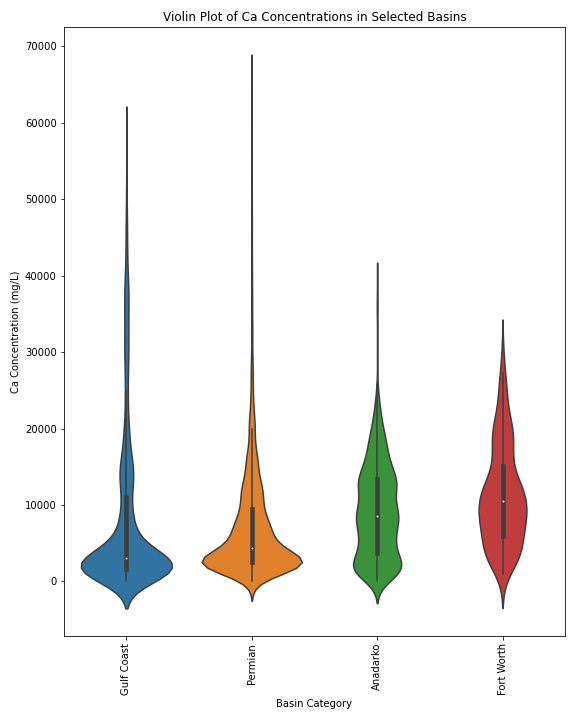 Violin Plot of Ca Concentrations in Selected Basins
70000
60000
50000
40000
30000
20000
10000
0
Ca Concentration (mg/L)
Gulf Coast
Permian
Anadarko
Fort Worth
Basin Category